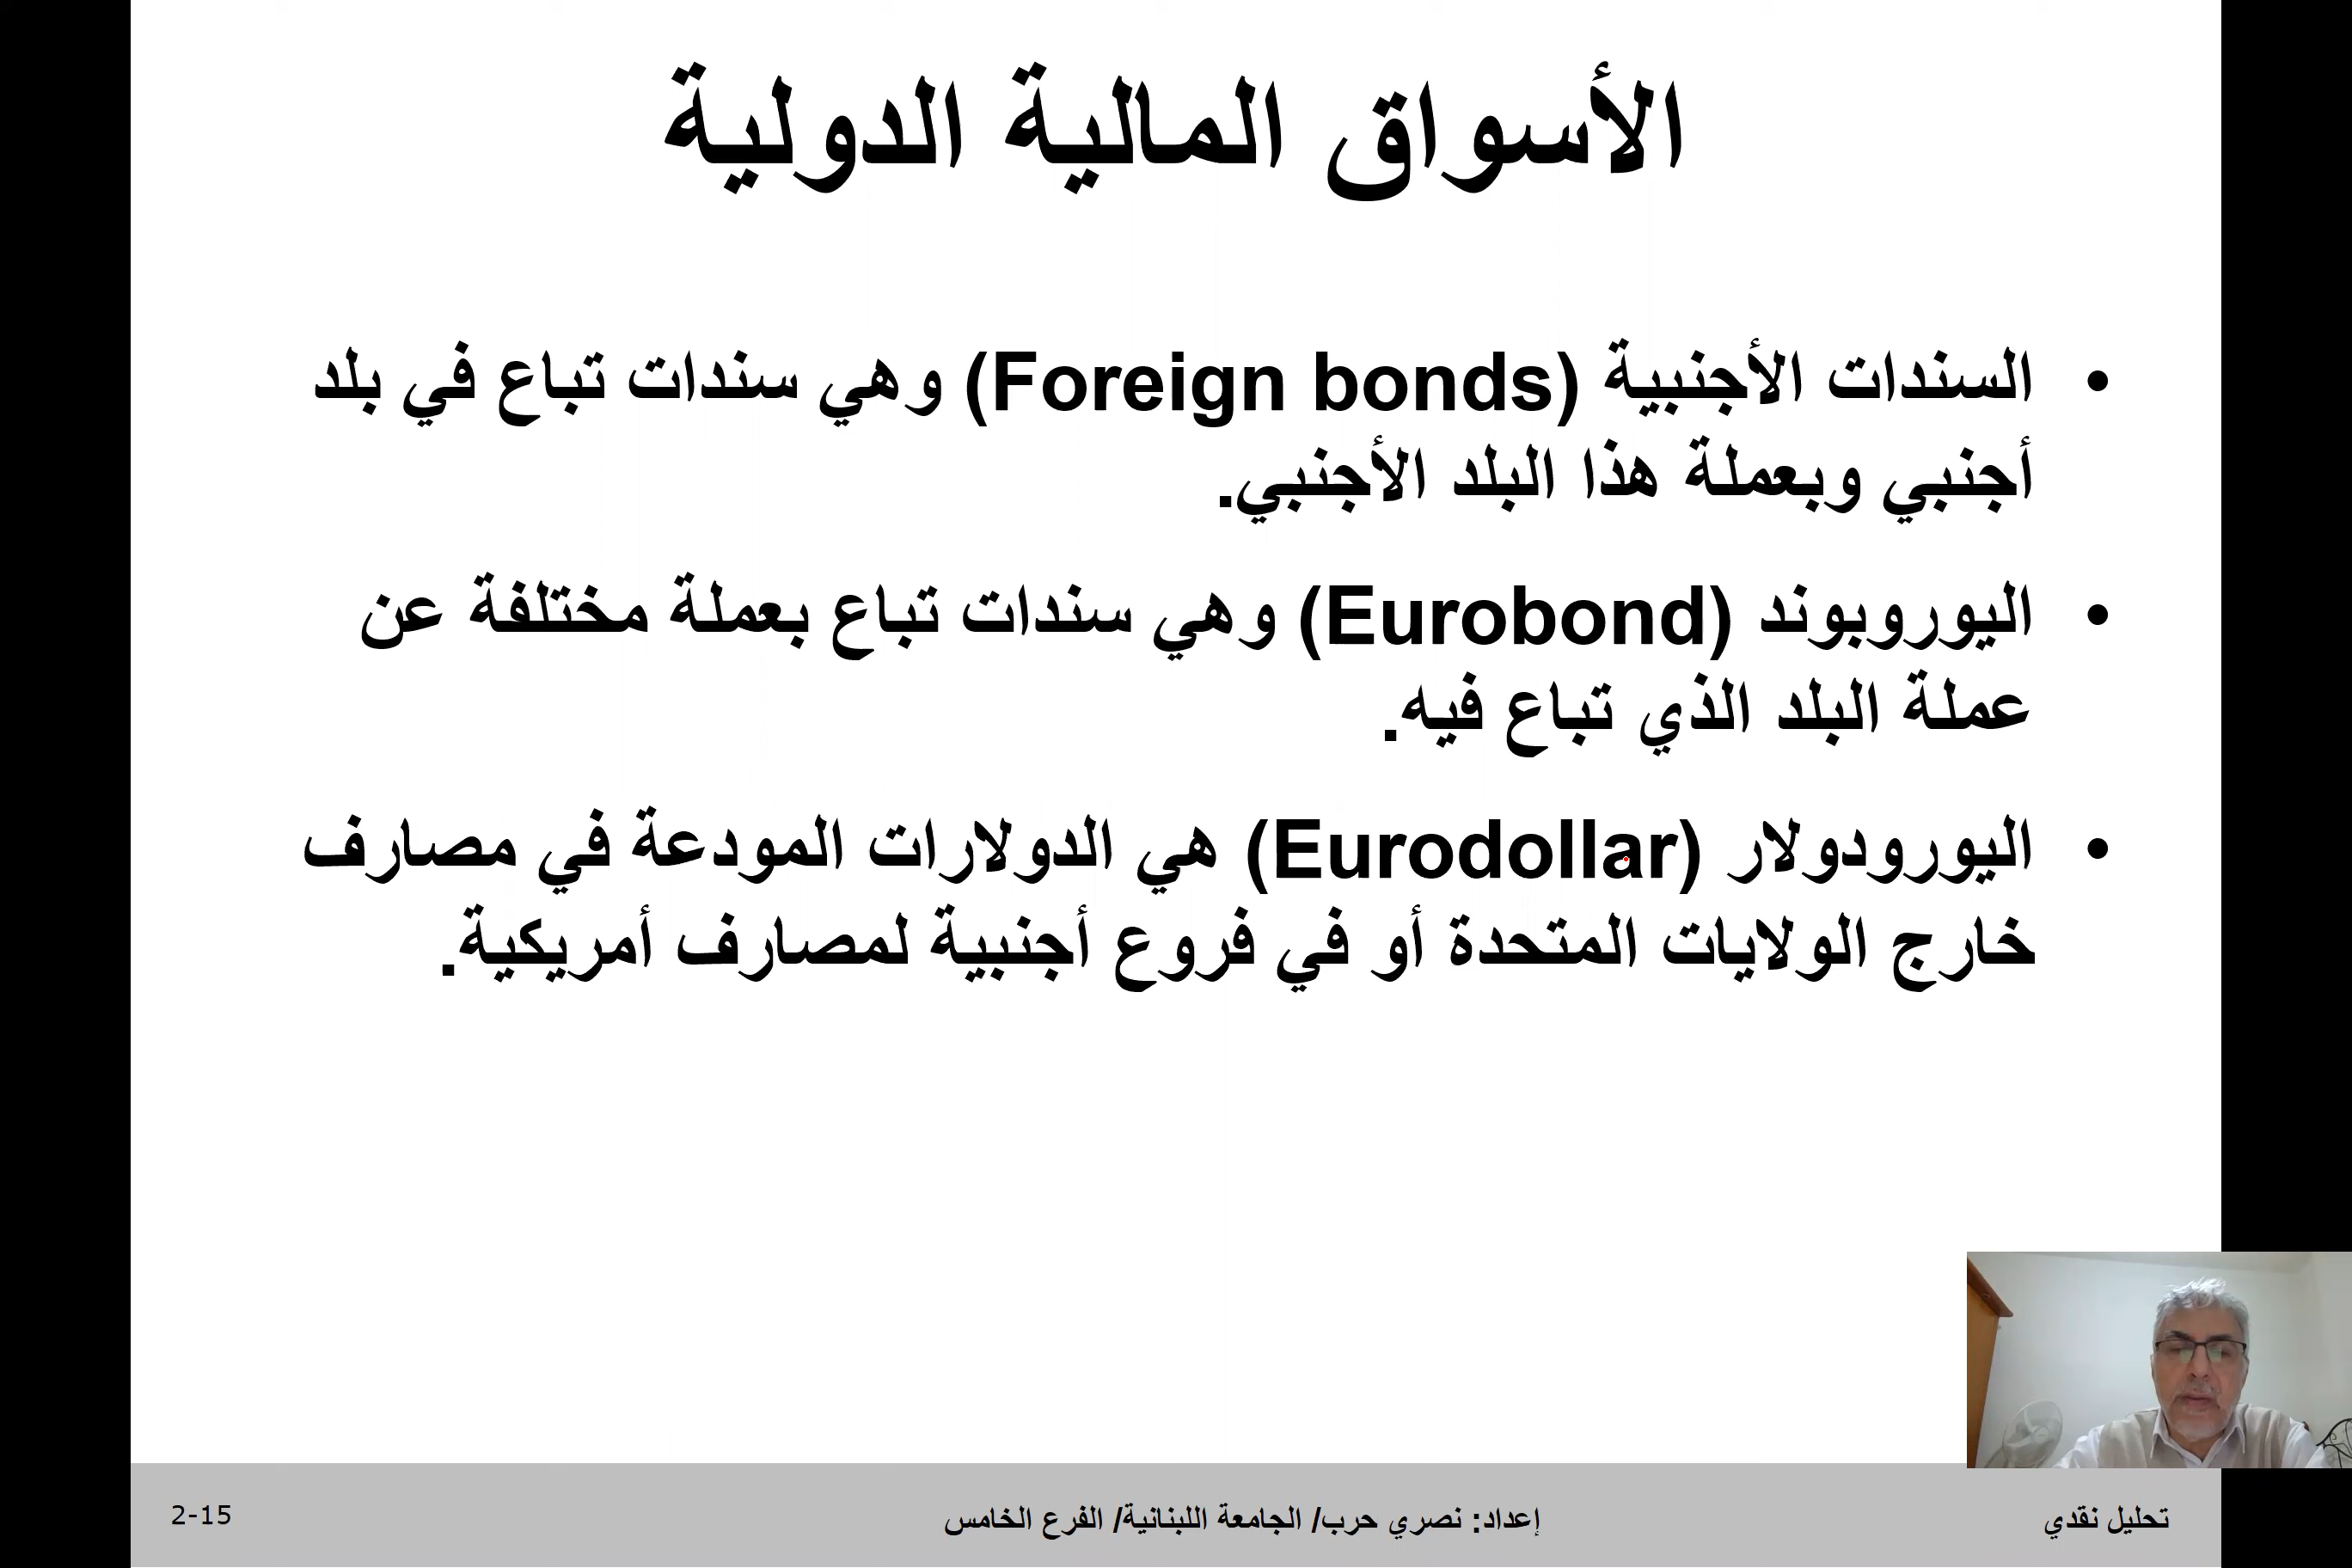 الأسواق المالية الدولية
• السندات الأجنبية (Foreign bonds) وهي سندات تباع في بلد
أجنبي وبعملة هذا البلد الأجنبي.
• اليوروبوند (Eurobond) وهي سندات تباع بعملة مختلفة عن
عملة البلد الذي تباع فيه.
• اليورودولار (Eurodollar) هي الدولارات المودعة في مصارف
خارج الولايات المتحدة أو في فروع أجنبية لمصارف أمريكية.
تحليل نقدي
إعداد: نصري حرب/ الجامعة اللبنانية/ الفرع الخامس
2-15